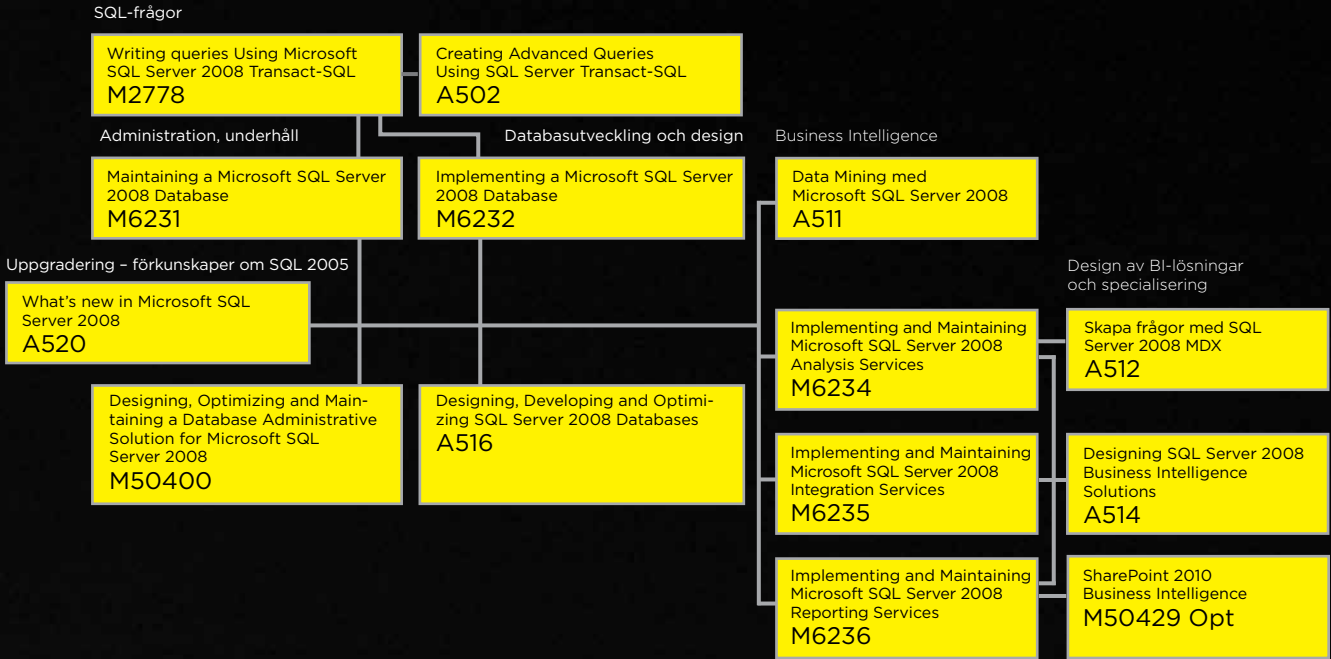 SQL-frågor
Writing queries Using Microsoft
SQL Server 2008 Transact-SQL
M2778
Creating Advanced Queries
Using SQL Server Transact-SQL
A502
Administration, underhåll
Databasutveckling och design
Business Intelligence
Maintaining a Microsoft SQL Server
2008 Database
M6231
Implementing a Microsoft SQL Server
2008 Database
M6232
Data Mining med
Microsoft SQL Server 2008
A511
Uppgradering – förkunskaper om SQL 2005
Design av BI-lösningar
och specialisering
What's new in Microsoft SQL
Server 2008
A520
Implementing and Maintaining
Microsoft SQL Server 2008
Analysis Services
M6234
Skapa frågor med SQL
Server 2008 MDX
A512
Designing, Optimizing and Main-
taining a Database Administrative
Solution for Microsoft SQL
Server 2008
M50400
Designing, Developing and Optimi-
zing SQL Server 2008 Databases
A516
Implementing and Maintaining
Microsoft SQL Server 2008
Integration Services
M6235
Designing SQL Server 2008
Business Intelligence
Solutions
A514
Implementing and Maintaining
Microsoft SQL Server 2008
Reporting Services
M6236
SharePoint 2010
Business Intelligence
M50429 Opt